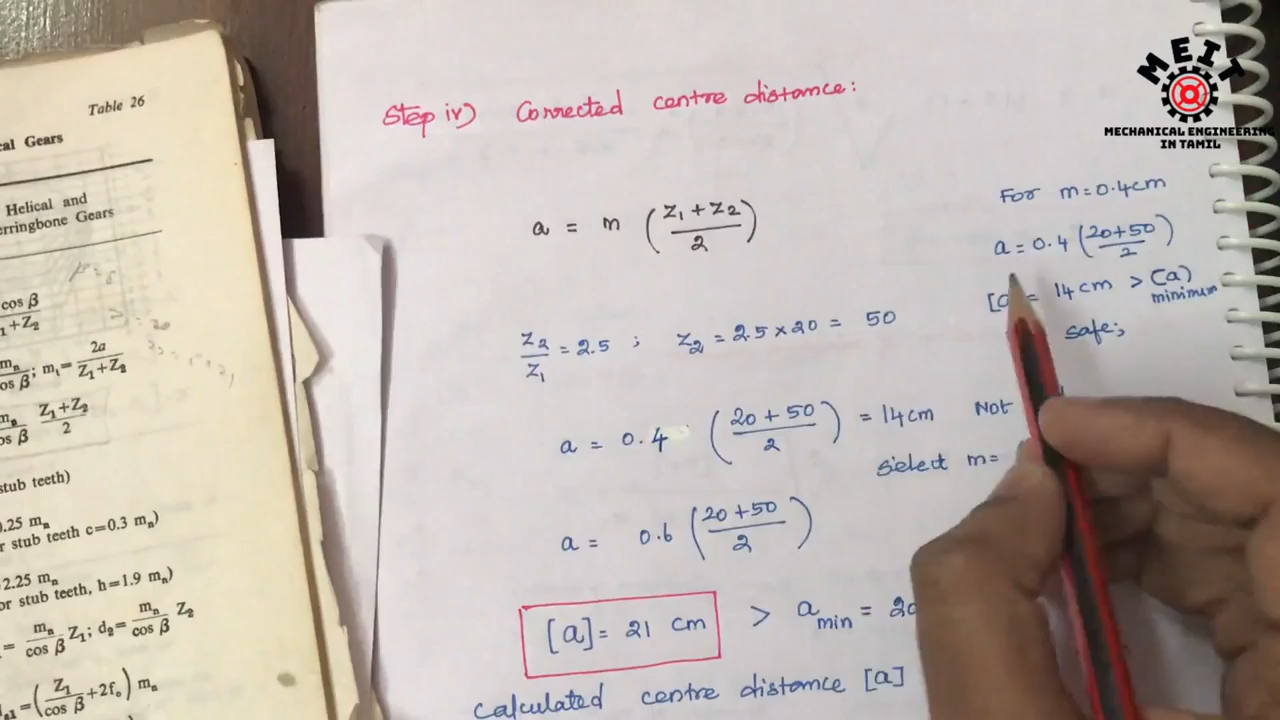 Table 26
al Gears
Helical and
erringbone Gears
cos β
1+Z₂
mₙ
os β ; m₁ = 2a / Z₁+Z₂
mₙ
os β Z₁+Z₂ / 2
stub teeth)
0.25 mₙ
r stub teeth c=0.3 mₙ)
2.25 mₙ
or stub teeth, h=1.9 mₙ)
= mₙ / cos β Z₁; d₂= mₙ / cos β Z₂
=(Z₁ / cos β +2f₀) mₙ
Step iv) Corrected centre distance:
a = m (Z₁ + Z₂ / 2)
Z₂ / Z₁ = 2.5 ; Z₂ = 2.5 × 20 = 50
a = 0.4 (20 + 50 / 2) = 14cm Not
select m=
a = 0.6 (20 + 50 / 2)
[a] = 21 cm > a min = 20
Calculated centre distance [a]
For m=0.4cm
a = 0.4 (20+50 / 2)
[a] = 14cm > (a) minimum
safe;
MEIT
MECHANICAL ENGINEERING
IN TAMIL